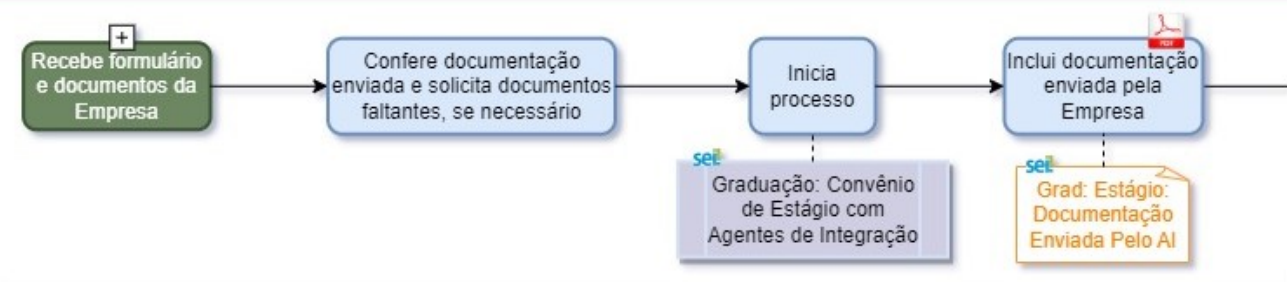 Recebe formulário
e documentos da
Empresa
Confere documentação
enviada e solicita documentos
faltantes, se necessário
Inicia
processo
PDF
Inclui documentação
enviada pela
Empresa
sei!
Graduação: Convênio
de Estágio com
Agentes de Integração
sei!
Grad: Estágio:
Documentação
Enviada Pelo AI